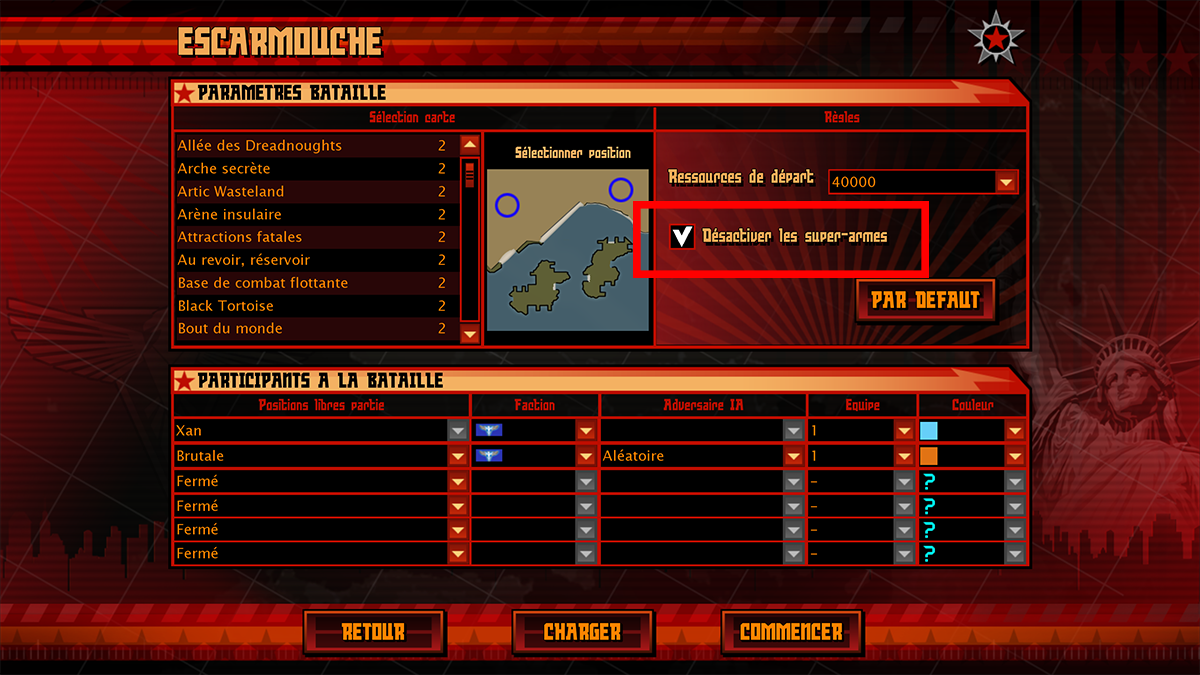 ESCARMOUCHE
PARAMETRES BATAILLE
Sélection carte
Règles
Allée des Dreadnoughts 2
Arche secrète 2
Artic Wasteland 2
Arène insulaire 2
Attractions fatales 2
Au revoir, réservoir 2
Base de combat flottante 2
Black Tortoise 2
Bout du monde 2
Sélectionner position
Ressources de départ 40000
Désactiver les super-armes
PAR DEFAUT
PARTICIPANTS A LA BATAILLE
Positions libres partie Faction Adversaire IA Equipe Couleur
Xan 1
Brutale Aléatoire 1
Fermé - ?
Fermé - ?
Fermé - ?
Fermé - ?
RETOUR CHARGER COMMENCER